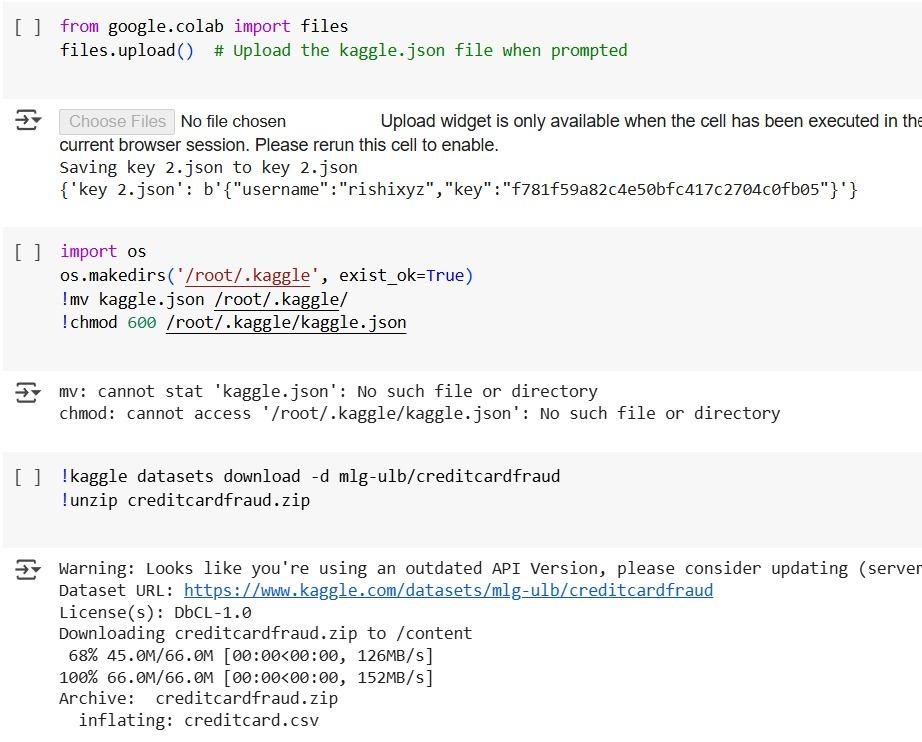 [ ] from google.colab import files
files.upload() # Upload the kaggle.json file when prompted
Choose Files No file chosen Upload widget is only available when the cell has been executed in the
current browser session. Please rerun this cell to enable.
Saving key 2.json to key 2.json
{'key 2.json': b'{"username":"rishixyz","key":"f781f59a82c4e50bfc417c2704c0fb05"}'}
[ ] import os
os.makedirs('/root/.kaggle', exist_ok=True)
!mv kaggle.json /root/.kaggle/
!chmod 600 /root/.kaggle/kaggle.json
mv: cannot stat 'kaggle.json': No such file or directory
chmod: cannot access '/root/.kaggle/kaggle.json': No such file or directory
[ ] !kaggle datasets download -d mlg-ulb/creditcardfraud
!unzip creditcardfraud.zip
Warning: Looks like you're using an outdated API Version, please consider updating (server
Dataset URL: https://www.kaggle.com/datasets/mlg-ulb/creditcardfraud
License(s): DbCL-1.0
Downloading creditcardfraud.zip to /content
68% 45.0M/66.0M [00:00<00:00, 126MB/s]
100% 66.0M/66.0M [00:00<00:00, 152MB/s]
Archive: creditcardfraud.zip
inflating: creditcard.csv